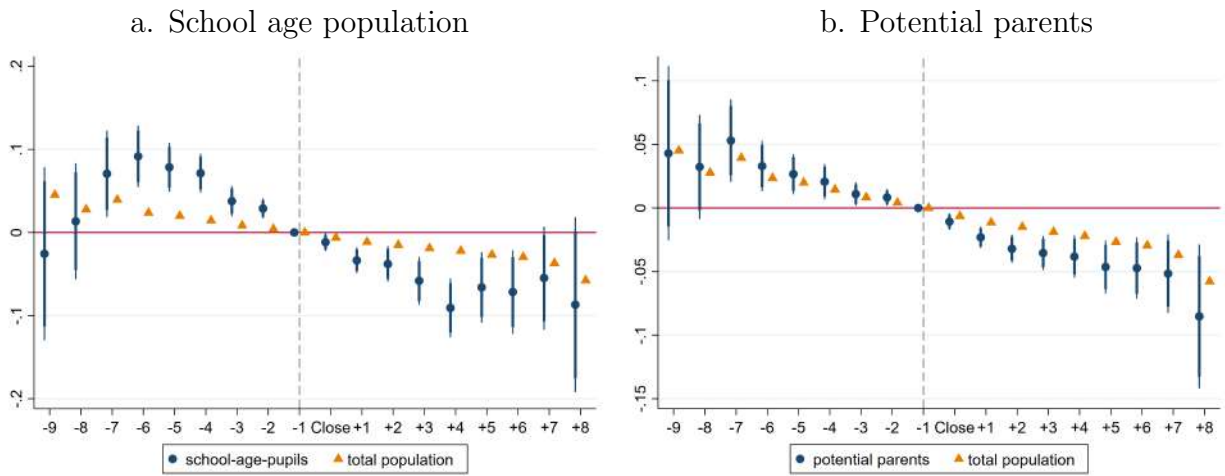 a. School age population
.2
.1
0
-.1
-.2
-9 -8 -7 -6 -5 -4 -3 -2 -1 Close +1 +2 +3 +4 +5 +6 +7 +8
school-age-pupils total population
b. Potential parents
.1
.05
0
-.05
-.1
-.15
-9 -8 -7 -6 -5 -4 -3 -2 -1 Close +1 +2 +3 +4 +5 +6 +7 +8
potential parents total population